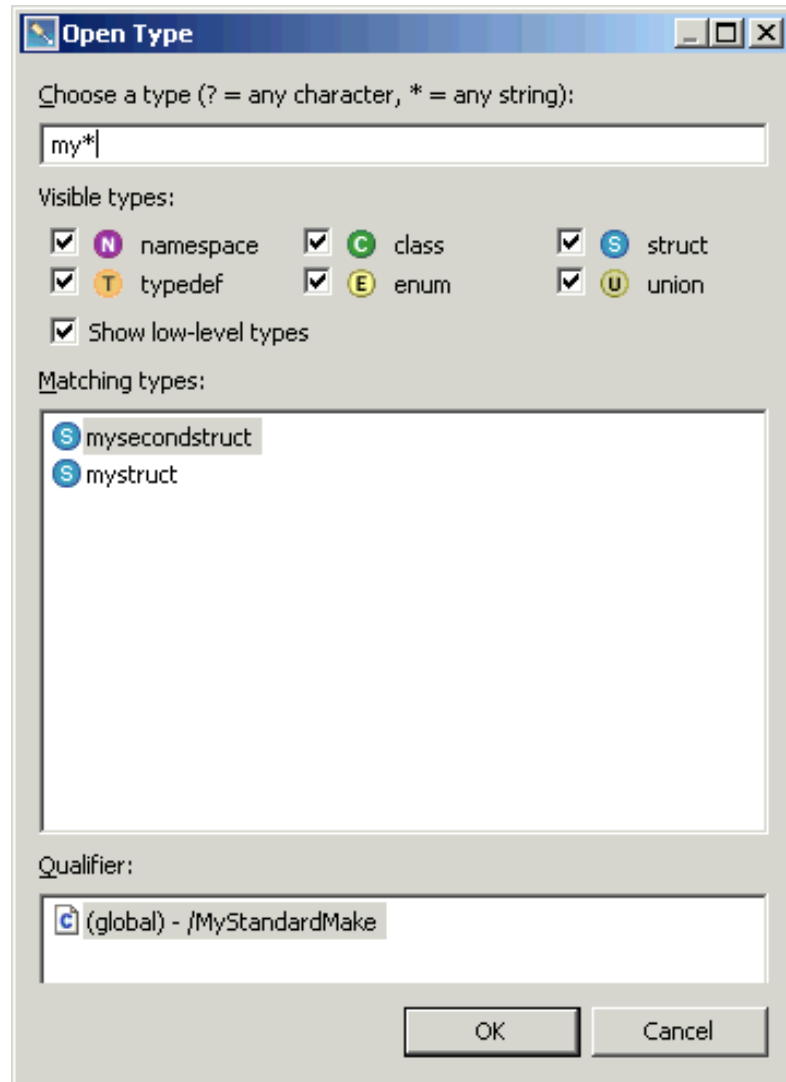 Open Type
Choose a type (? = any character, * = any string):
my*
Visible types:
N namespace C class S struct
T typedef E enum U union
Show low-level types
Matching types:
S mysecondstruct
S mystruct
Qualifier:
C (global) - /MyStandardMake
OK Cancel